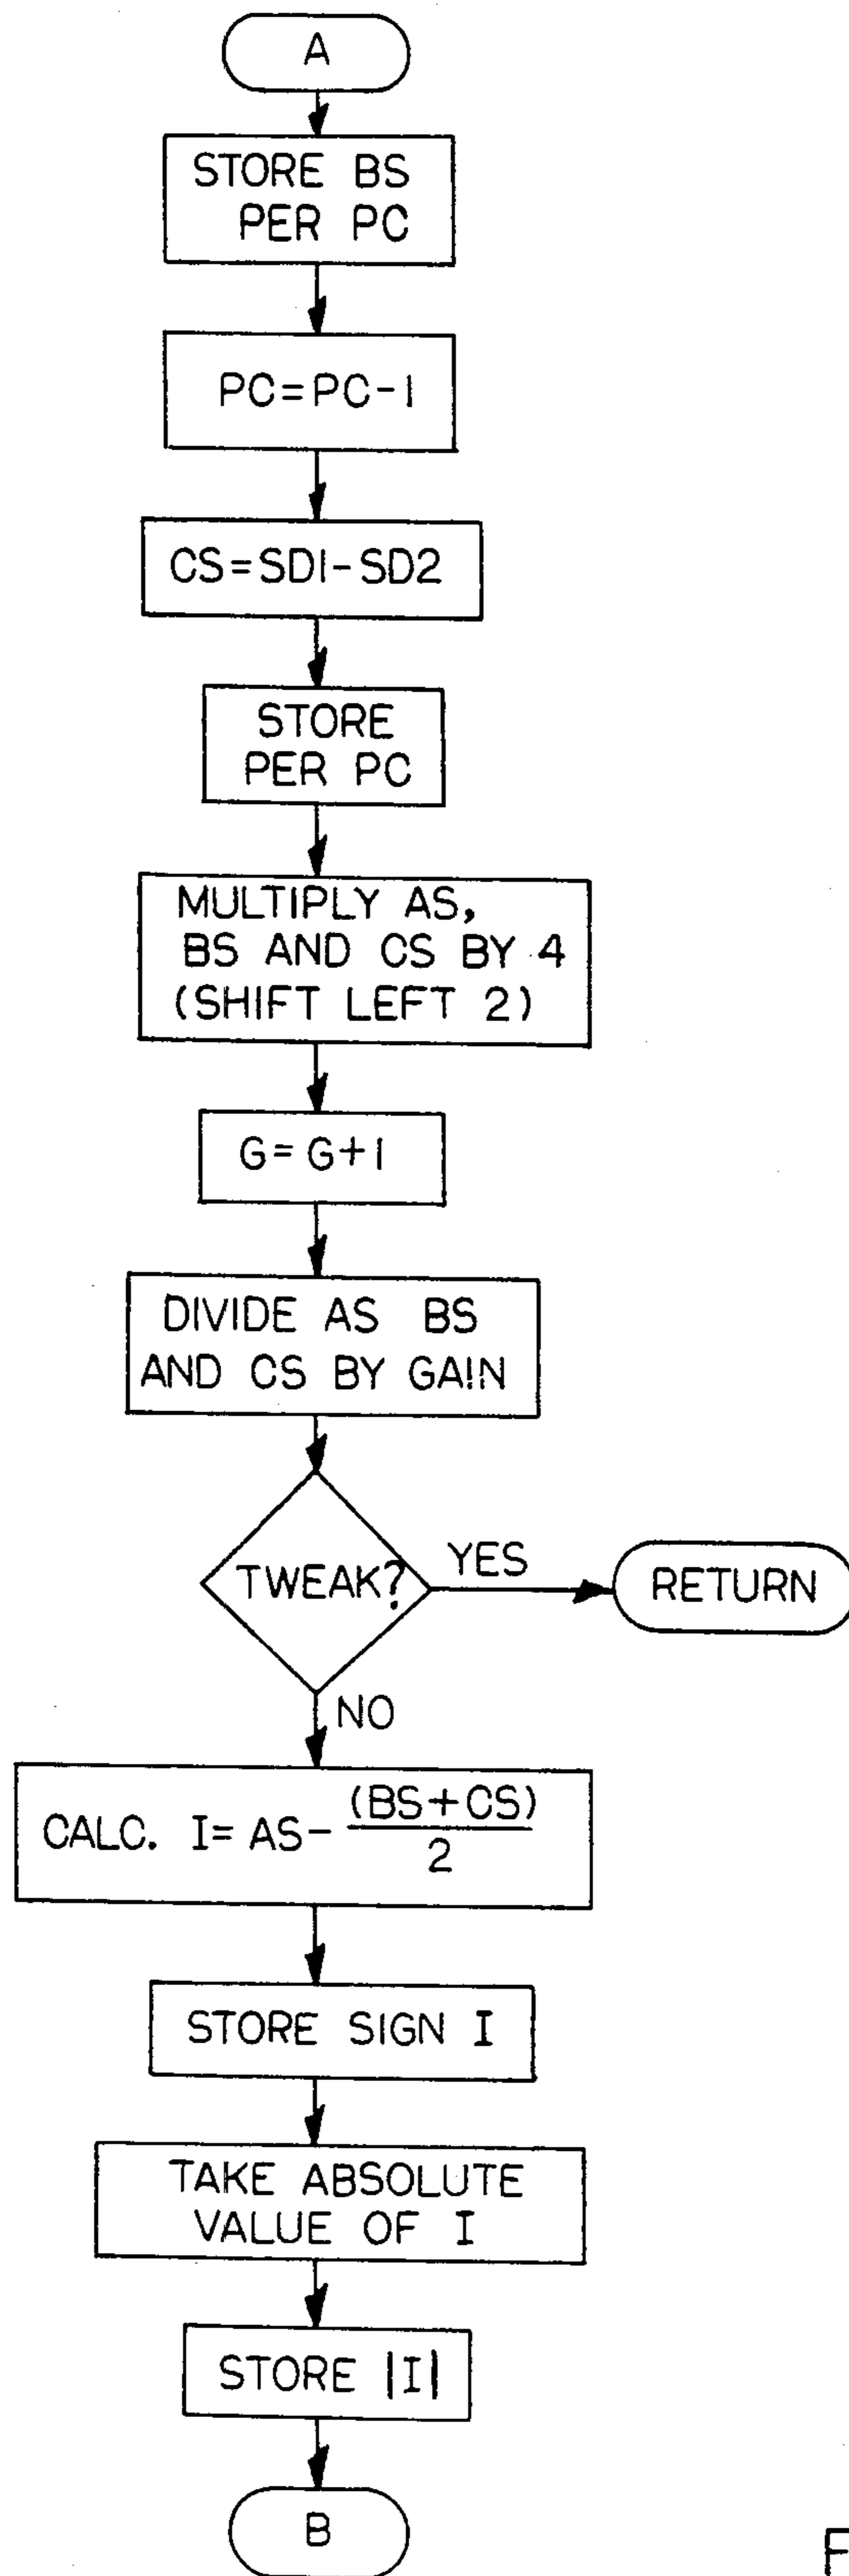 A
STORE BS
PER PC
PC=PC-1
CS=SD1-SD2
STORE
PER PC
MULTIPLY AS,
BS AND CS BY 4
(SHIFT LEFT 2)
G=G+1
DIVIDE AS BS
AND CS BY GAIN
TWEAK?
YES
RETURN
NO
CALC. I= AS- (BS+CS)
2
STORE SIGN I
TAKE ABSOLUTE
VALUE OF I
STORE |I|
B
F